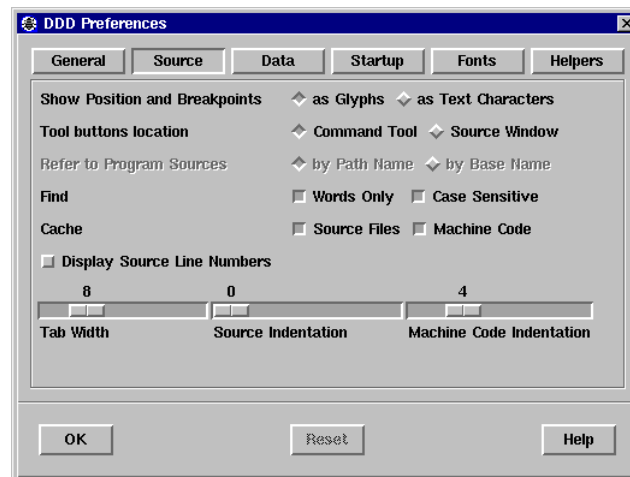 DDD Preferences
General Source Data Startup Fonts Helpers
Show Position and Breakpoints as Glyphs as Text Characters
Tool buttons location Command Tool Source Window
Refer to Program Sources by Path Name by Base Name
Find Words Only Case Sensitive
Cache Source Files Machine Code
Display Source Line Numbers
8 0 4
Tab Width Source Indentation Machine Code Indentation
OK Reset Help